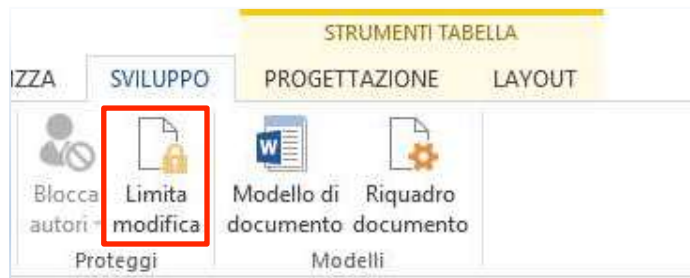 STRUMENTI TABELLA
IZZA SVILUPPO PROGETTAZIONE LAYOUT
Blocca Limita Modello di Riquadro
autori modifica documento documento
Proteggi Modelli